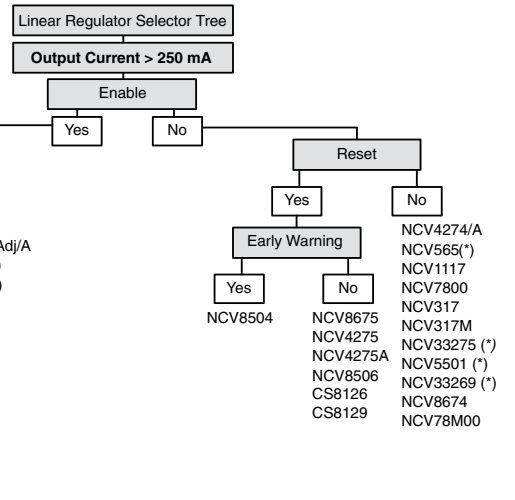 Linear Regulator Selector Tree
Output Current > 250 mA
Enable
Yes
No
Reset
Yes
No
Early Warning
Yes
No
NCV8504
NCV8675
NCV4275
NCV4275A
NCV8506
CS8126
CS8129
NCV4274/A
NCV565(*)
NCV1117
NCV7800
NCV317
NCV317M
NCV33275 (*)
NCV5501 (*)
NCV33269 (*)
NCV8674
NCV78M00
Adj/A
)
)